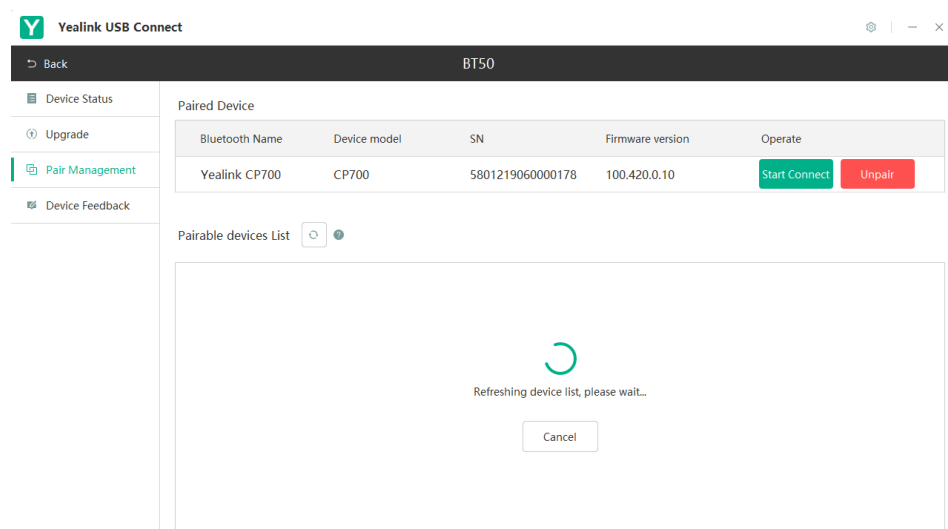 Y Yealink USB Connect
Back BT50
Device Status
Upgrade
Pair Management
Device Feedback
Paired Device
Bluetooth Name Device model SN Firmware version Operate
Yealink CP700 CP700 5801219060000178 100.420.0.10 Start Connect Unpair
Pairable devices List ?
Refreshing device list, please wait...
Cancel